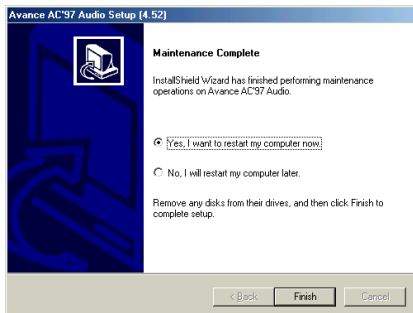 Avance AC'97 Audio Setup (4.52)
Maintenance Complete
InstallShield Wizard has finished performing maintenance
operations on Avance AC'97 Audio.
Yes, I want to restart my computer now.
No, I will restart my computer later.
Remove any disks from their drives, and then click Finish to
complete setup.
< Back Finish Cancel